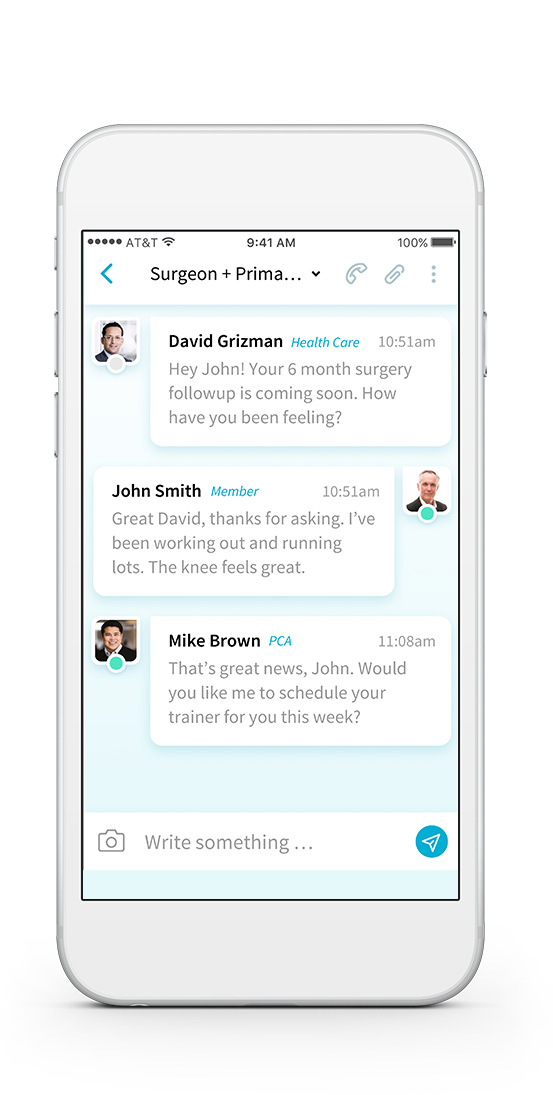 AT&T 9:41 AM 100%
Surgeon + Prima...
David Grizman Health Care 10:51am
Hey John! Your 6 month surgery
followup is coming soon. How
have you been feeling?
John Smith Member 10:51am
Great David, thanks for asking. I’ve
been working out and running
lots. The knee feels great.
Mike Brown PCA 11:08am
That’s great news, John. Would
you like me to schedule your
trainer for you this week?
Write something ...